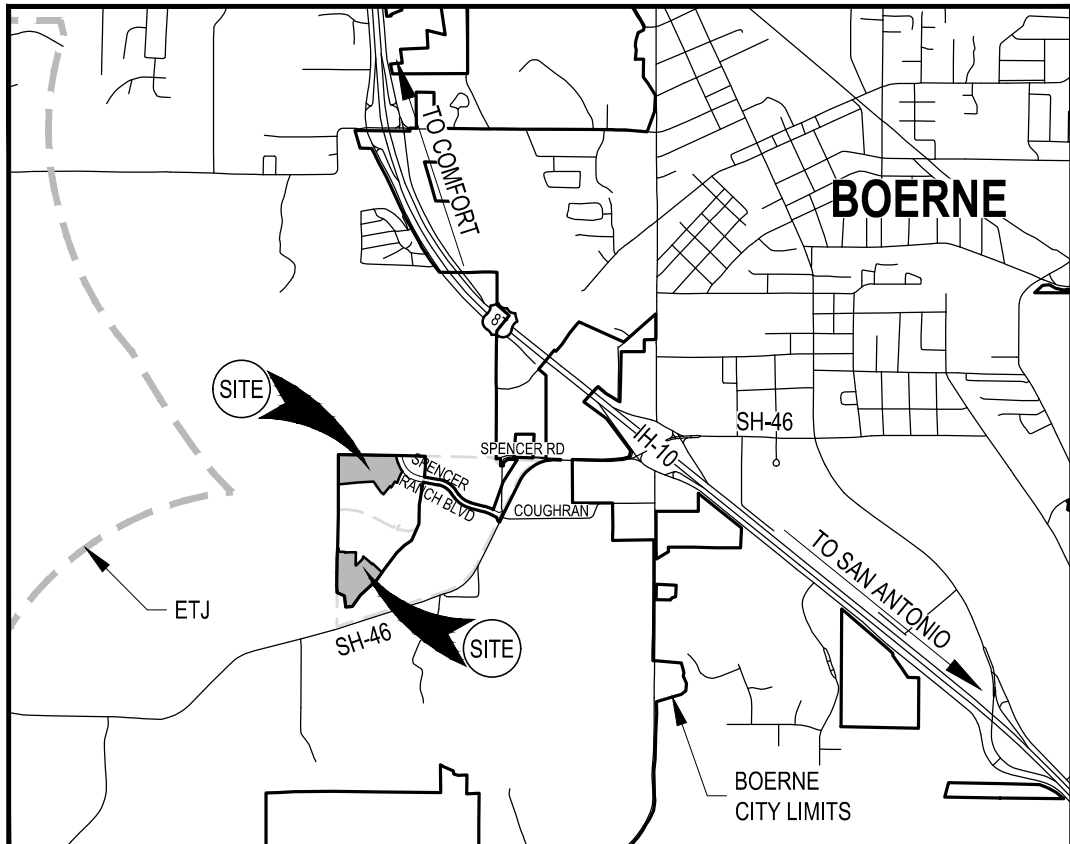 TO COMFORT
BOERNE
8
SITE
IH-10
SH-46
SPENCER RD
SPENCER
RANCH BLVD
COUGHRAN
TO SAN ANTONIO
ETJ
SH-46
SITE
BOERNE
CITY LIMITS